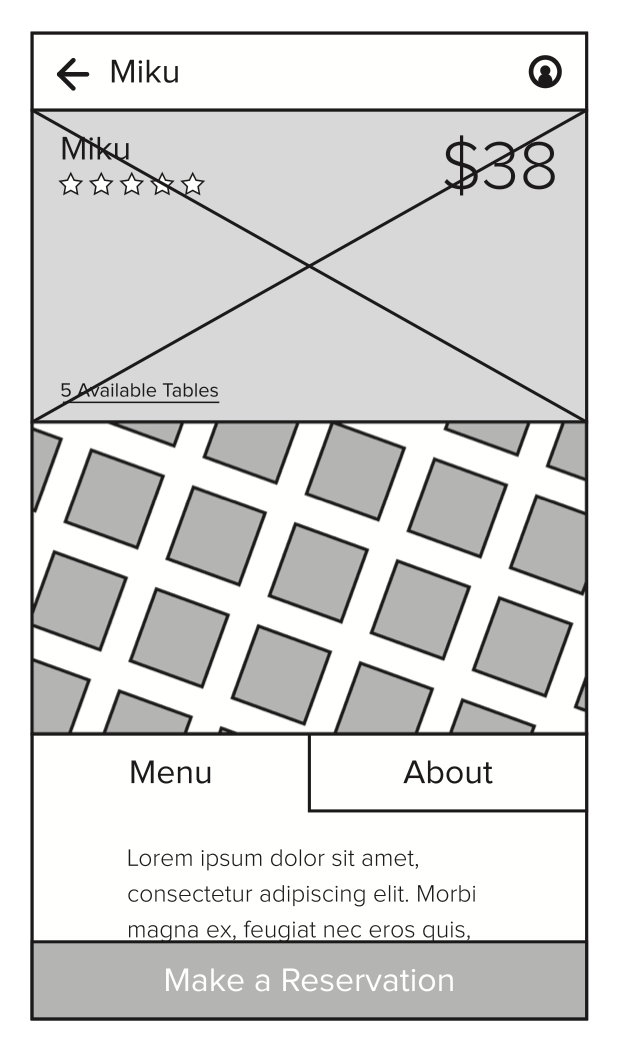 Miku
Miku
$38
5 Available Tables
Menu
About
Lorem ipsum dolor sit amet,
consectetur adipiscing elit. Morbi
magna ex, feugiat nec eros quis,
Make a Reservation